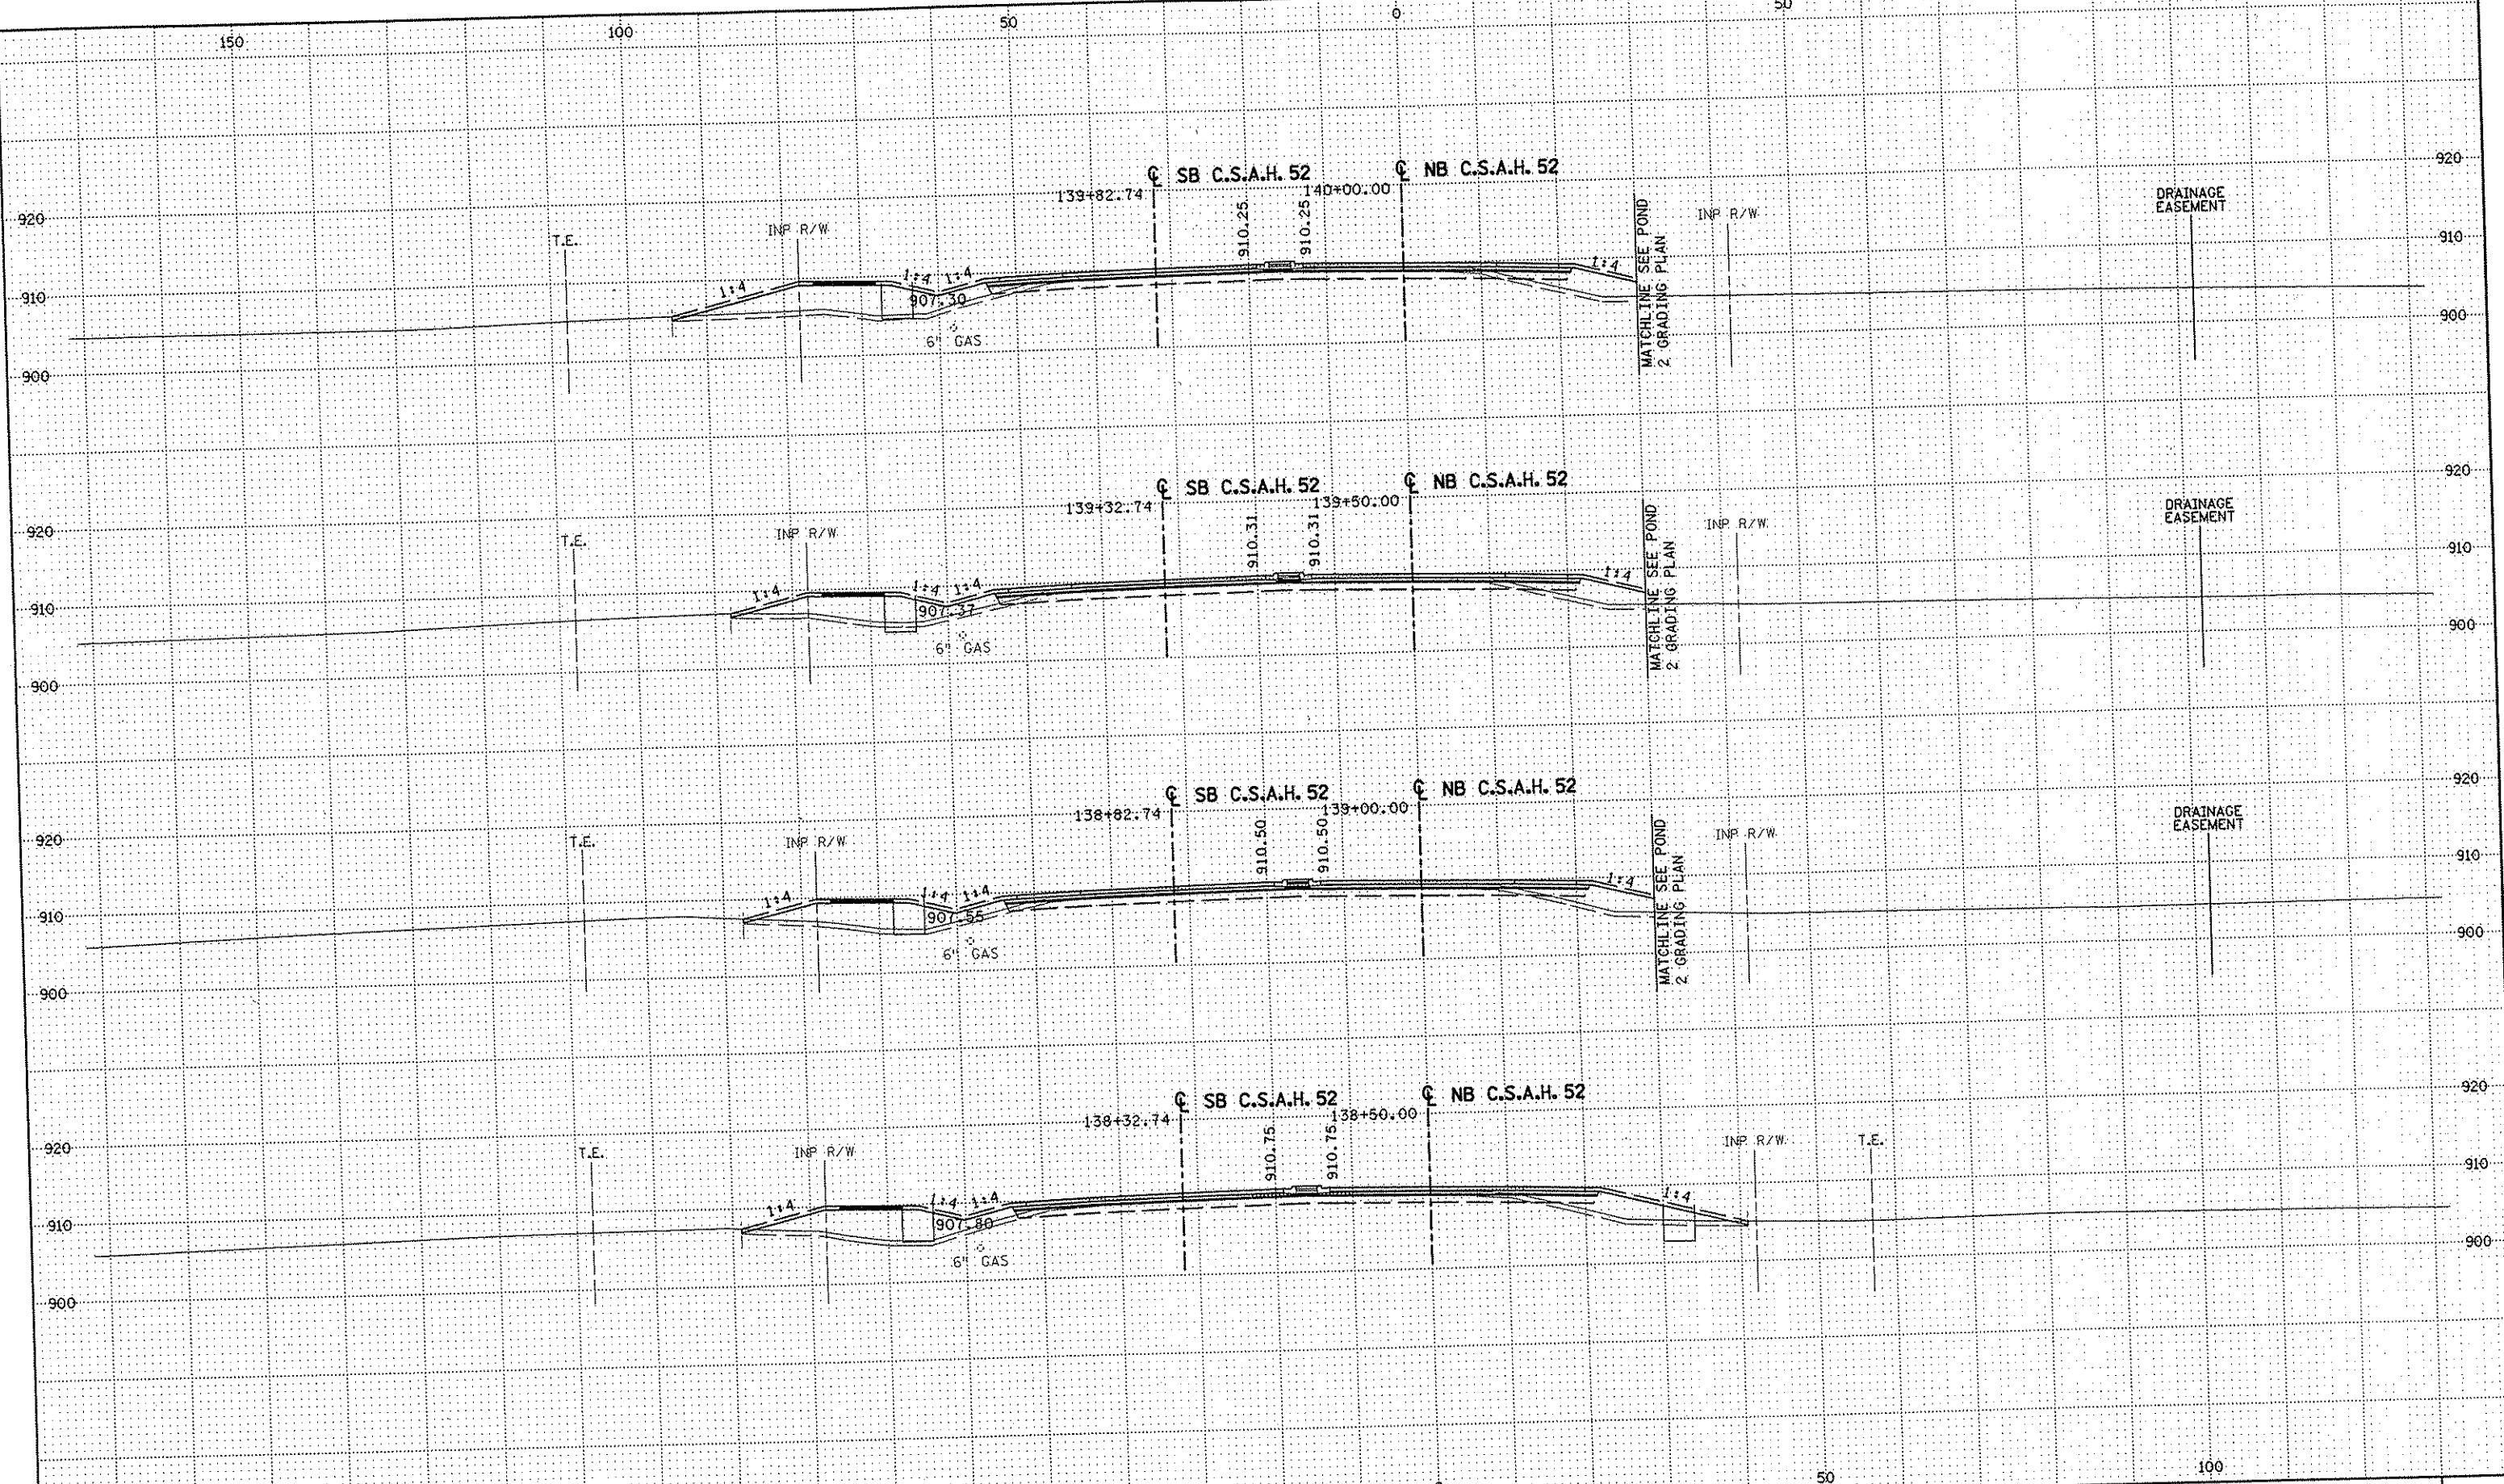 150 100 50 0 50
℄ SB C.S.A.H. 52 ℄ NB C.S.A.H. 52
139+82.74 910.25 910.25 140+00.00
920 920
T.E. INP R/W INP R/W DRAINAGE
EASEMENT
MATCHLINE SEE POND
2 GRADING PLAN
910 910
1:4 1:4 1:4 1:4
907.30
6" GAS
900 900
℄ SB C.S.A.H. 52 ℄ NB C.S.A.H. 52
139+32.74 910.31 910.31 139+50.00
920 920
T.E. INP R/W INP R/W DRAINAGE
EASEMENT
MATCHLINE SEE POND
2 GRADING PLAN
910 910
1:4 1:4 1:4 1:4
907.37
6" GAS
900 900
℄ SB C.S.A.H. 52 ℄ NB C.S.A.H. 52
138+82.74 910.50 910.50 139+00.00
920 920
T.E. INP R/W INP R/W DRAINAGE
EASEMENT
MATCHLINE SEE POND
2 GRADING PLAN
910 910
1:4 1:4 1:4 1:4
907.55
6" GAS
900 900
℄ SB C.S.A.H. 52 ℄ NB C.S.A.H. 52
138+32.74 910.75 910.75 138+50.00
920 920
T.E. INP R/W INP R/W T.E.
910 910
1:4 1:4 1:4 1:4
907.80
6" GAS
900 900
50 100